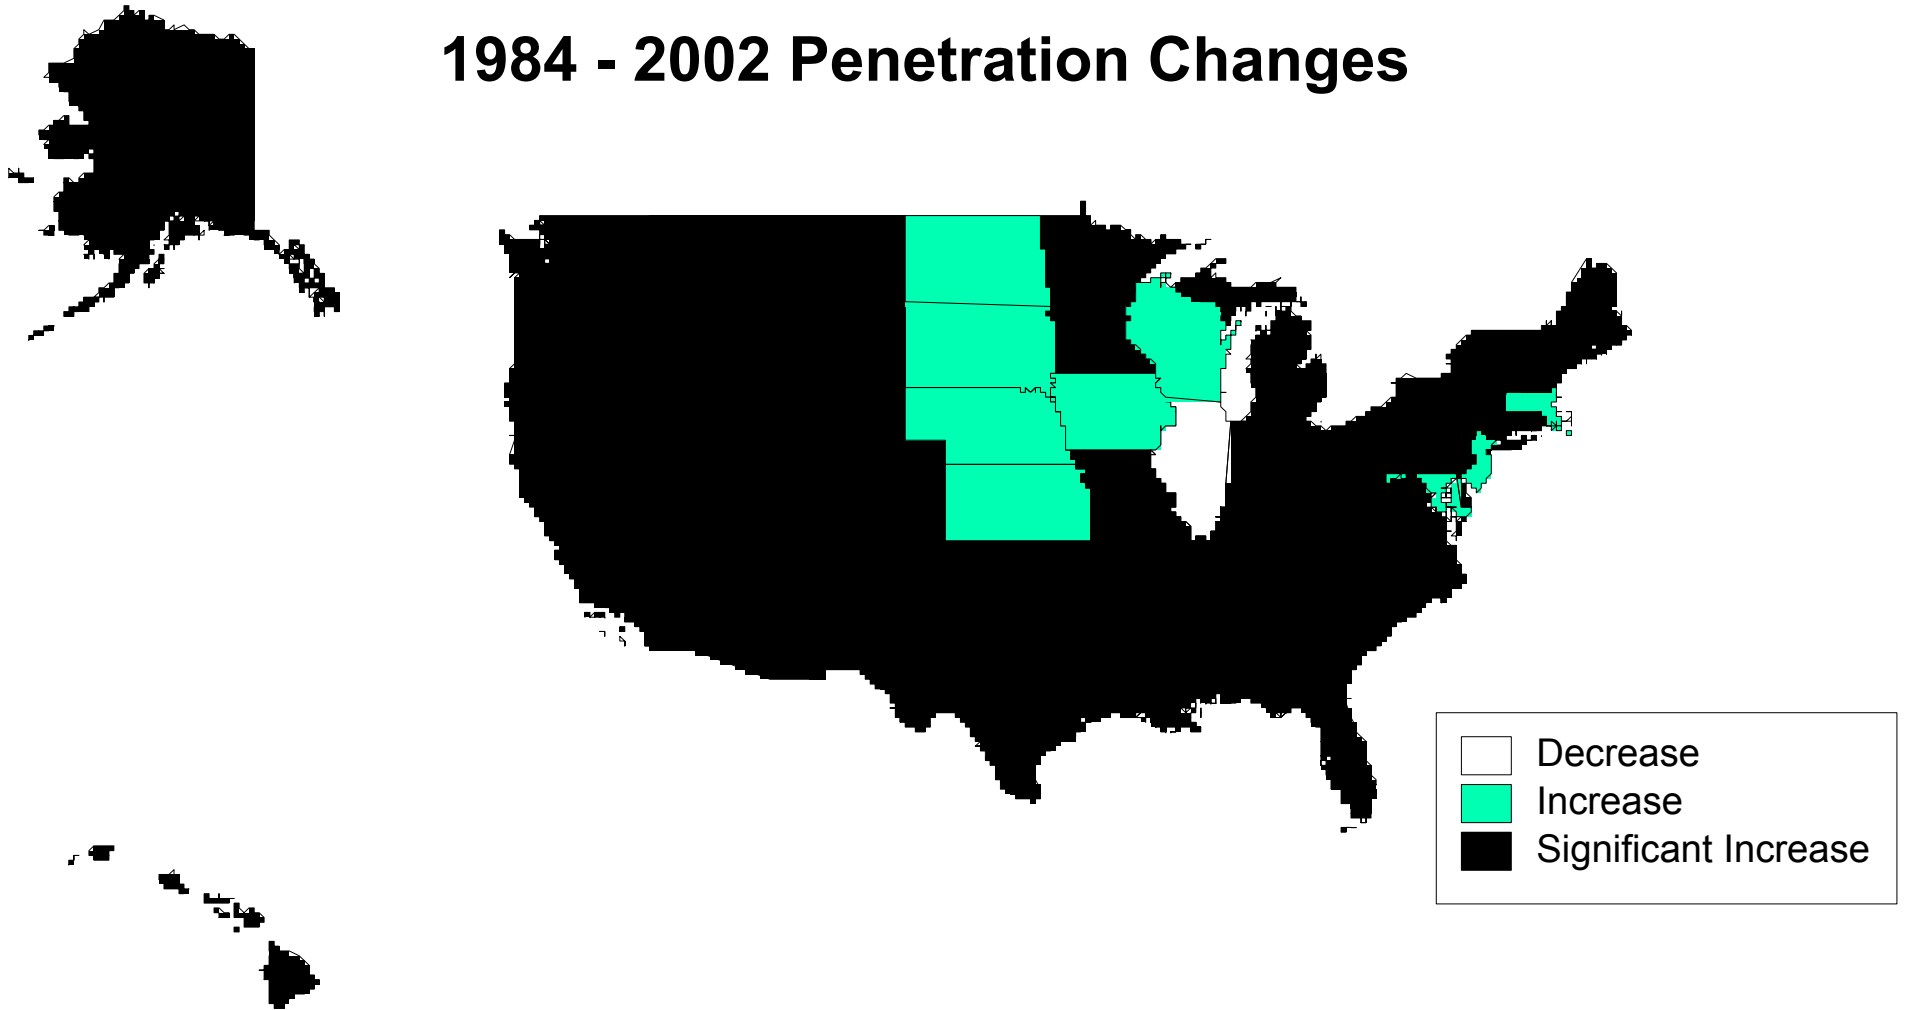 1984 - 2002 Penetration Changes
Decrease
Increase
Significant Increase